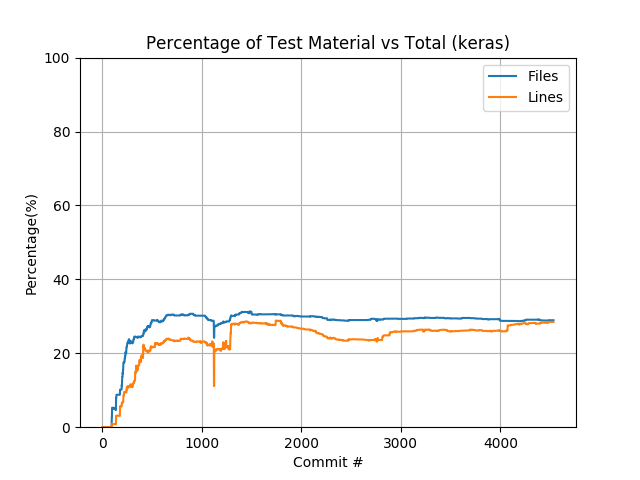 Percentage of Test Material vs Total (keras)
Files
Lines
100
80
60
40
20
0
Percentage(%)
0 1000 2000 3000 4000
Commit #